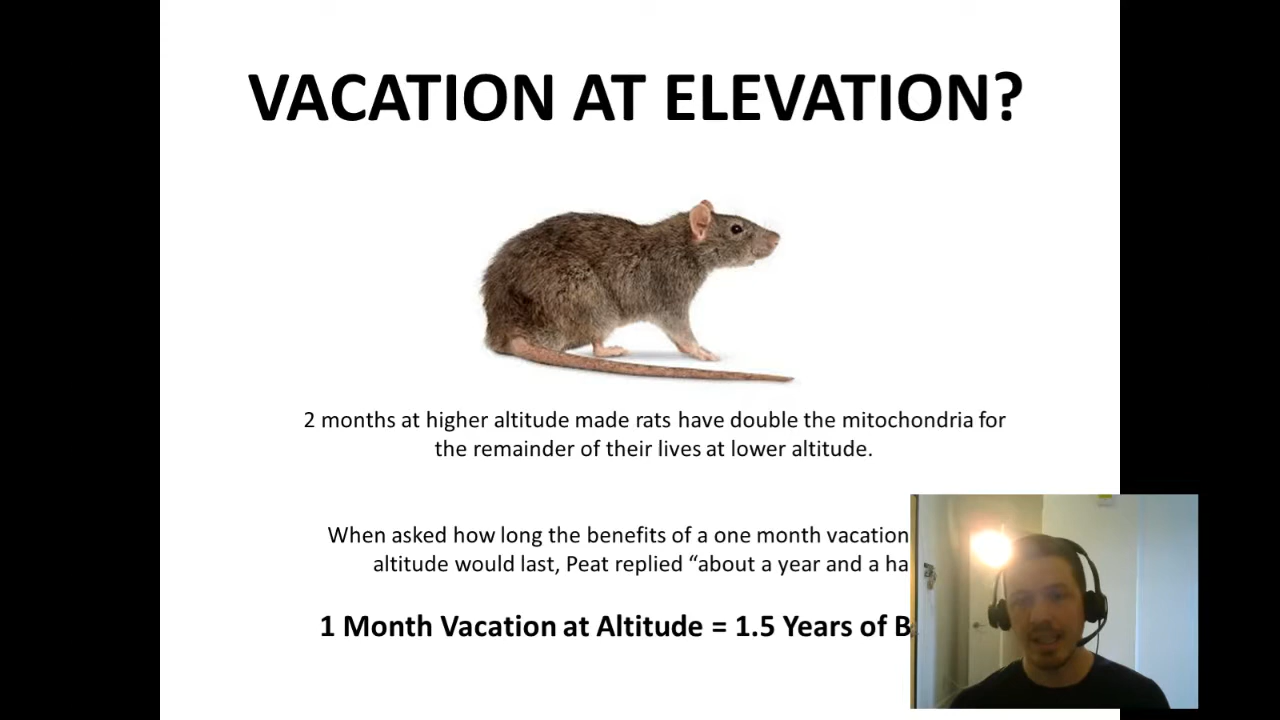 VACATION AT ELEVATION?
2 months at higher altitude made rats have double the mitochondria for
the remainder of their lives at lower altitude.
When asked how long the benefits of a one month vacation
altitude would last, Peat replied “about a year and a ha
1 Month Vacation at Altitude = 1.5 Years of B